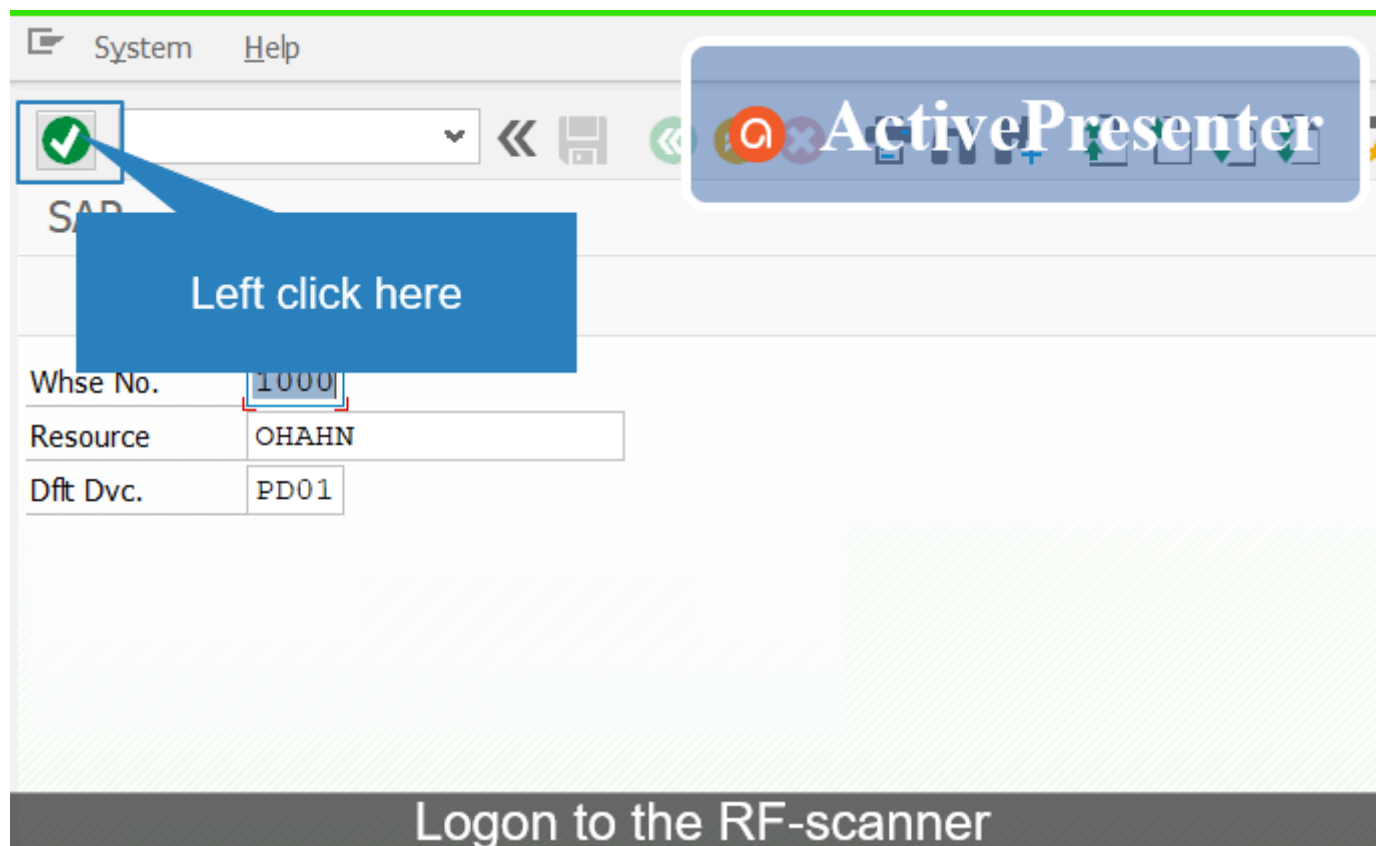 System Help
ActivePresenter
SAP
Left click here
Whse No. 1000
Resource OHAHN
Dflt Dvc. PD01
Logon to the RF-scanner